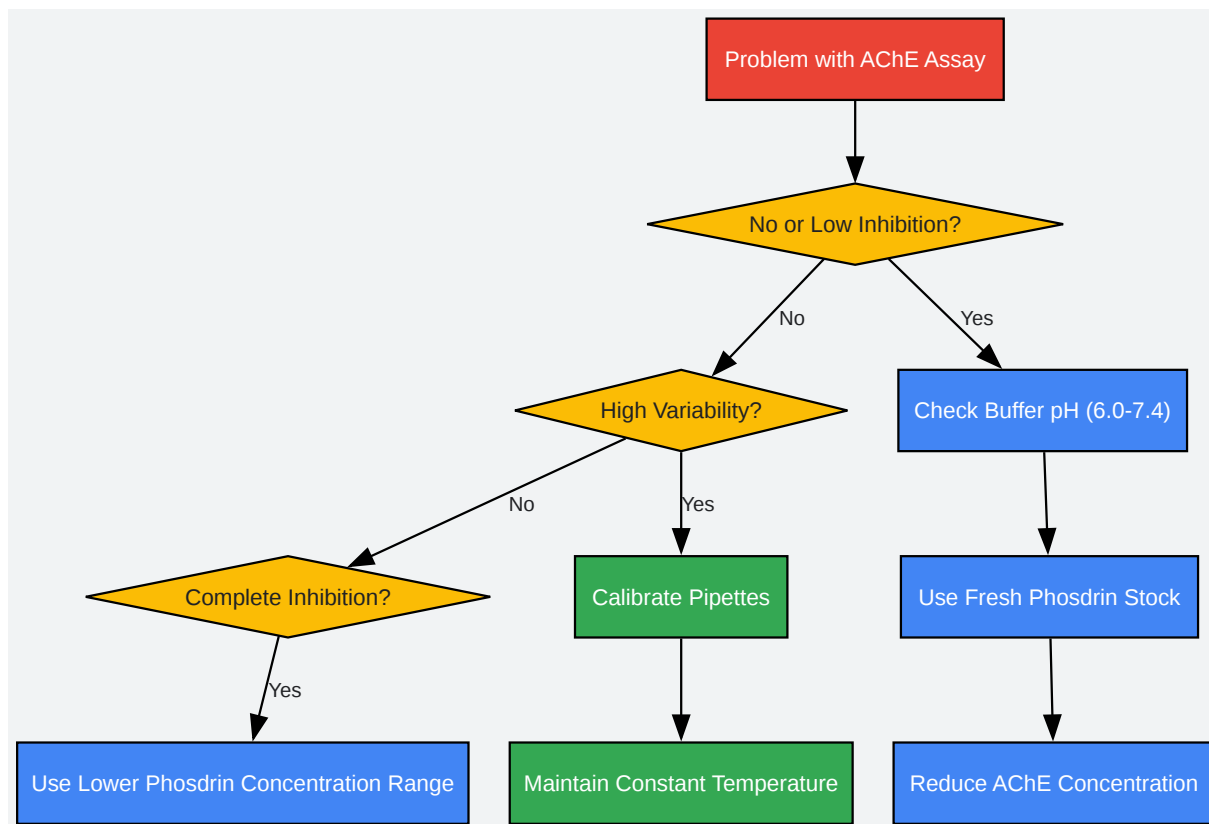 Problem with AChE Assay
No or Low Inhibition?
No
Yes
High Variability?
Check Buffer pH (6.0-7.4)
No
Yes
Complete Inhibition?
Calibrate Pipettes
Use Fresh Phosdrin Stock
Yes
Use Lower Phosdrin Concentration Range
Maintain Constant Temperature
Reduce AChE Concentration